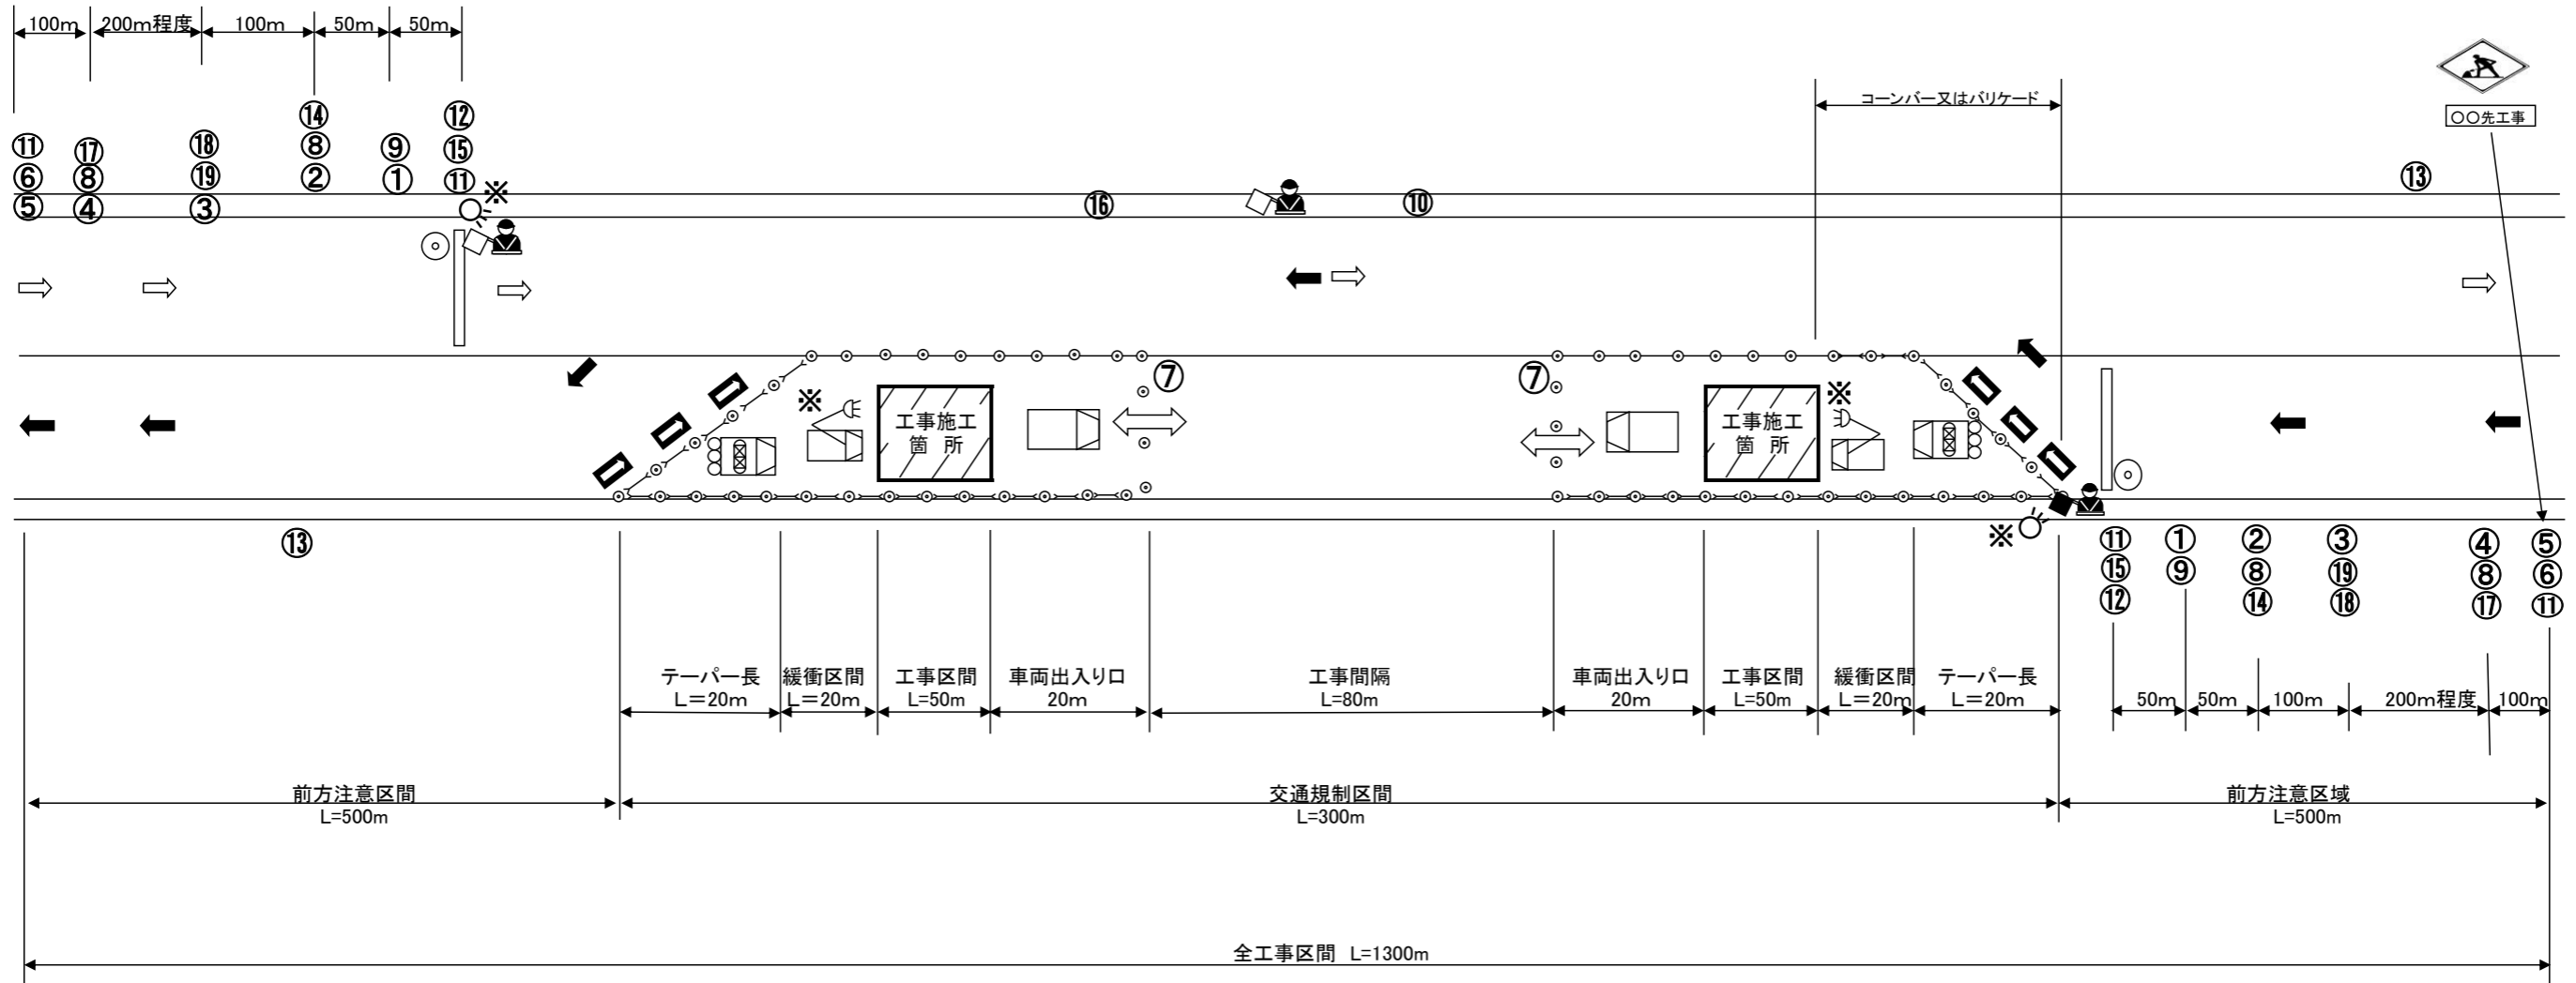 100m
200m程度
100m
50m
50m
コーンバー又はバリケード
〇〇先工事
⑪
⑥
⑤
⑰
⑧
④
⑱
⑲
③
⑭
⑧
②
⑨
①
⑫
⑮
⑪
※
⑯
⑩
⑬
※
工事施工
箇 所
⑦
⑦
工事施工
箇 所
※
※
⑬
⑪
⑮
⑫
①
⑨
②
⑧
⑭
③
⑲
⑱
④
⑧
⑰
⑤
⑥
⑪
テーパー長
L=20m
緩衝区間
L=20m
工事区間
L=50m
車両出入り口
20m
工事間隔
L=80m
車両出入り口
20m
工事区間
L=50m
緩衝区間
L=20m
テーパー長
L=20m
50m
50m
100m
200m程度
100m
前方注意区間
L=500m
交通規制区間
L=300m
前方注意区域
L=500m
全工事区間 L=1300m